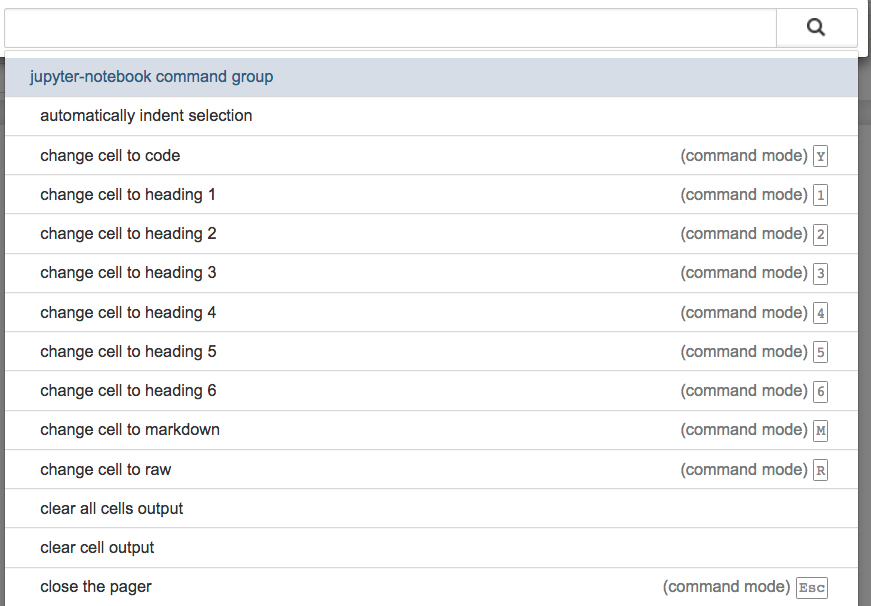 jupyter-notebook command group
automatically indent selection
change cell to code (command mode) Y
change cell to heading 1 (command mode) 1
change cell to heading 2 (command mode) 2
change cell to heading 3 (command mode) 3
change cell to heading 4 (command mode) 4
change cell to heading 5 (command mode) 5
change cell to heading 6 (command mode) 6
change cell to markdown (command mode) M
change cell to raw (command mode) R
clear all cells output
clear cell output
close the pager (command mode) Esc